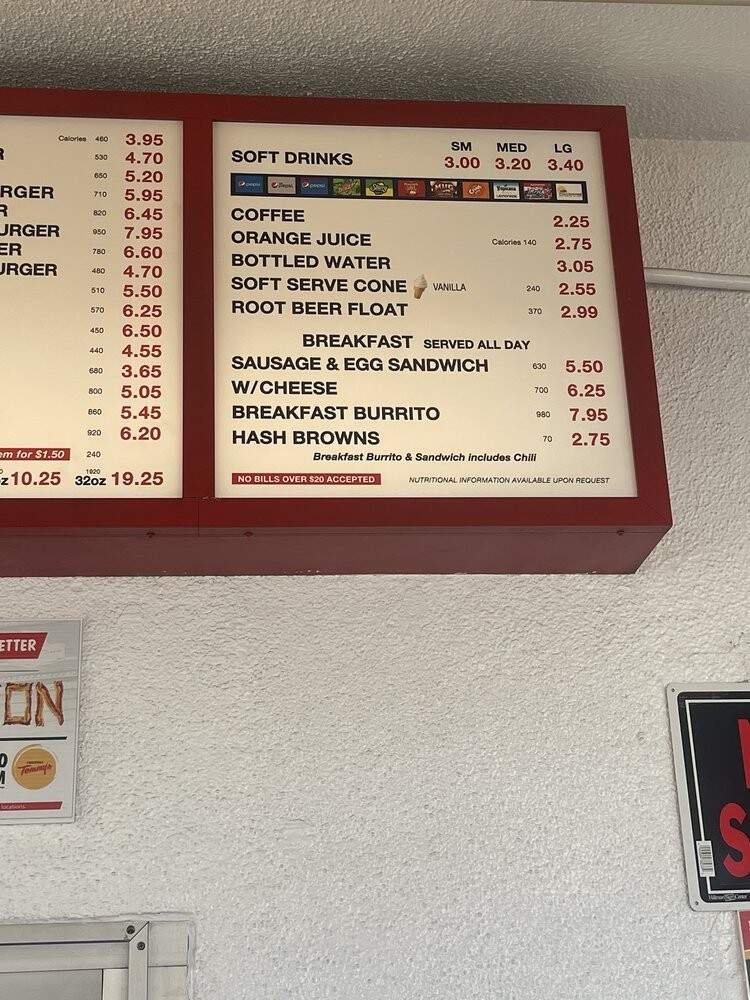 Calories 460 3.95
R 530 4.70
650 5.20
RGER 710 5.95
R 820 6.45
URGER 950 7.95
ER 780 6.60
URGER 480 4.70
510 5.50
570 6.25
450 6.50
440 4.55
680 3.65
800 5.05
860 5.45
920 6.20
em for $1.50 240
1920
z 10.25 32oz 19.25
SM MED LG
SOFT DRINKS 3.00 3.20 3.40
pepsi pepsi MUG Crush Tropicana
COFFEE 2.25
ORANGE JUICE Calories 140 2.75
BOTTLED WATER 3.05
SOFT SERVE CONE VANILLA 240 2.55
ROOT BEER FLOAT 370 2.99
BREAKFAST SERVED ALL DAY
SAUSAGE & EGG SANDWICH 630 5.50
W/CHEESE 700 6.25
BREAKFAST BURRITO 980 7.95
HASH BROWNS 70 2.75
Breakfast Burrito & Sandwich includes Chili
NO BILLS OVER $20 ACCEPTED NUTRITIONAL INFORMATION AVAILABLE UPON REQUEST
ETTER
ON
O
M
ORIGINAL
Tommy's
locations.
S